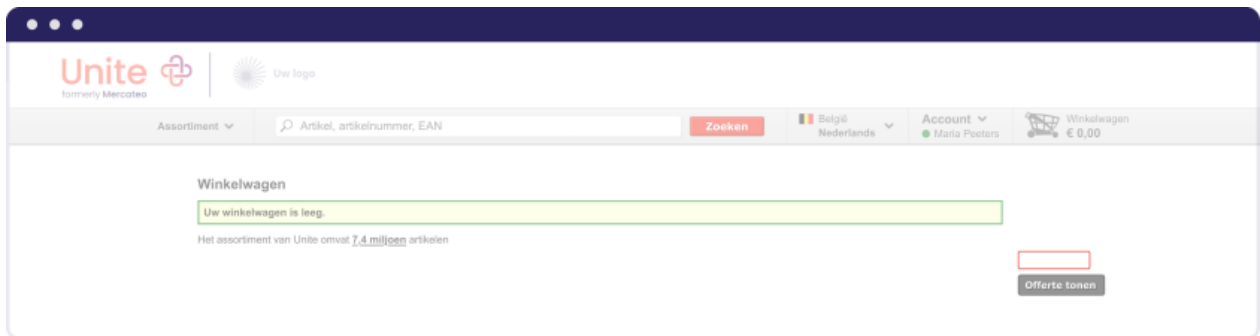 Unite
formerly Mercateo
Uw logo
Assortiment
Artikel, artikelnummer, EAN
Zoeken
België
Nederlands
Account
Maria Peeters
Winkelwagen
€ 0,00
Winkelwagen
Uw winkelwagen is leeg.
Het assortiment van Unite omvat 7,4 miljoen artikelen
Offerte tonen